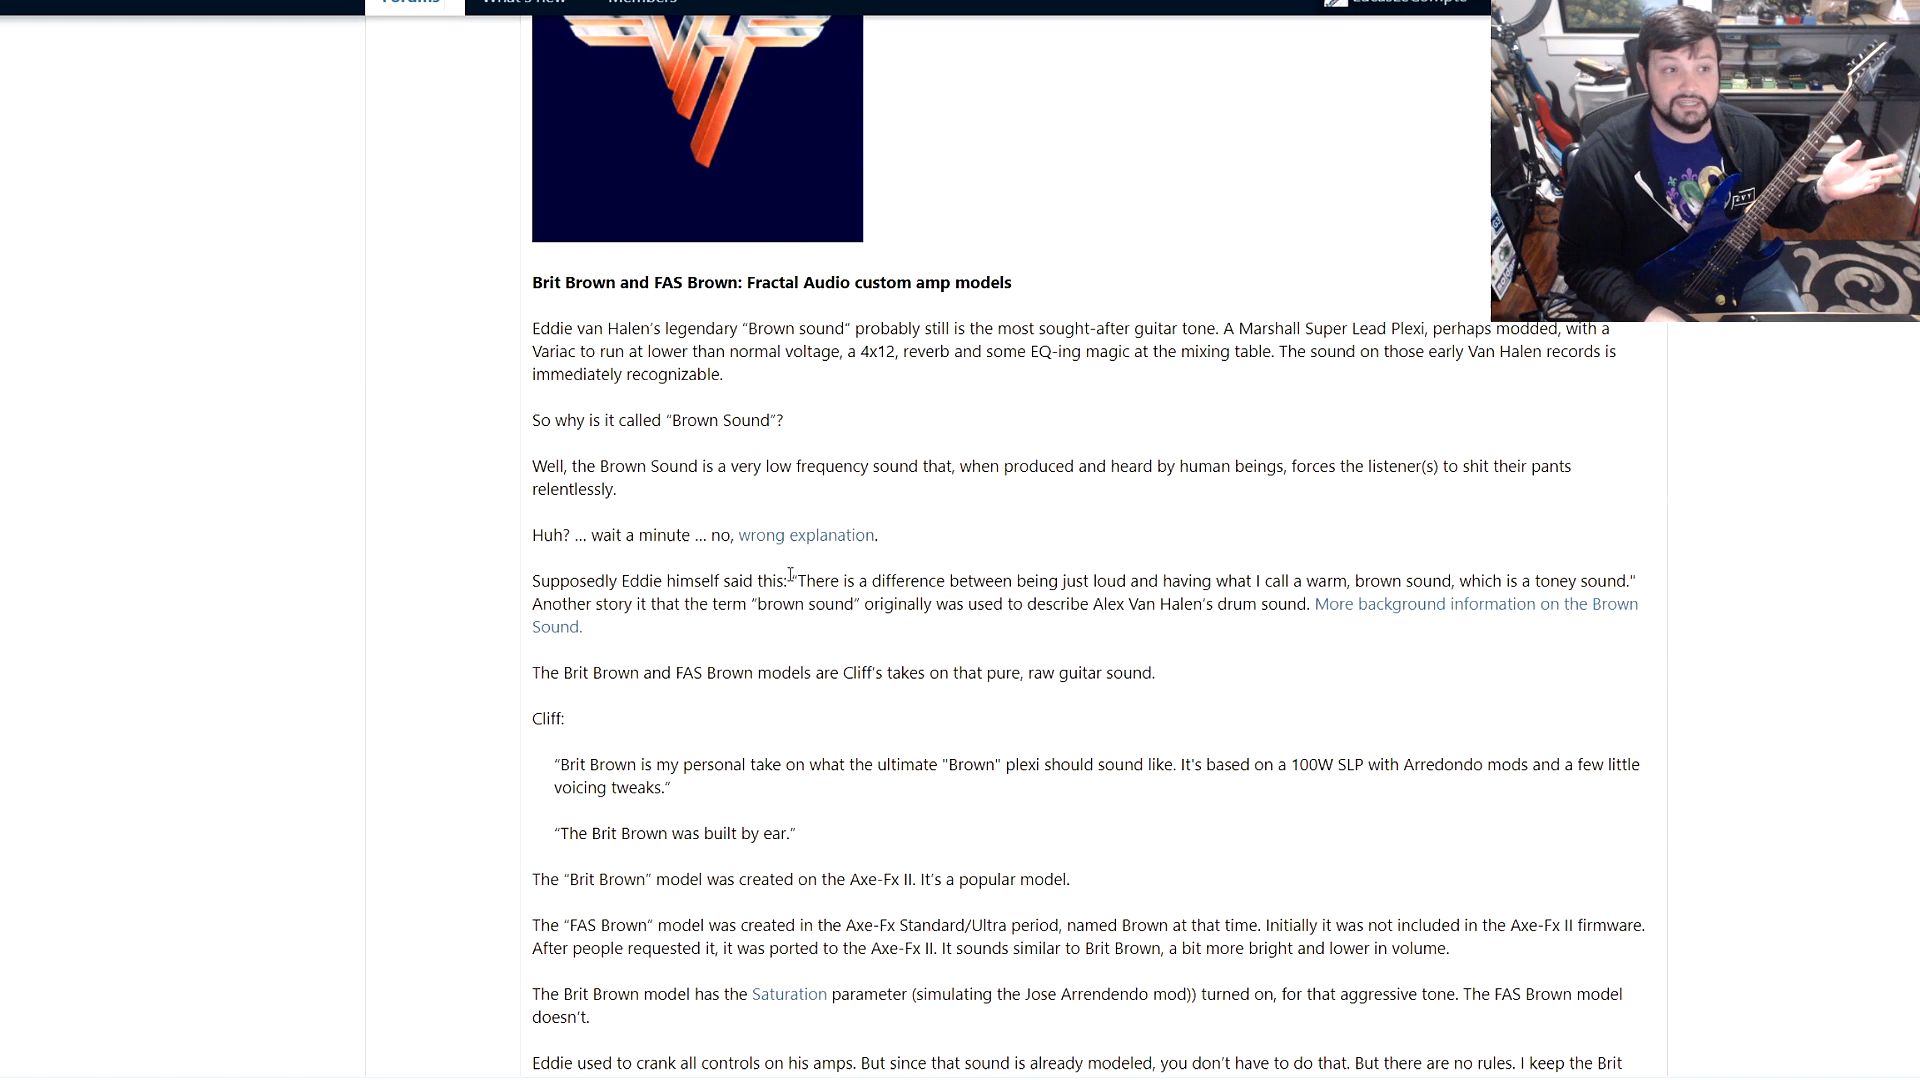 Forums What's new Members LucasLeCompte
Brit Brown and FAS Brown: Fractal Audio custom amp models
Eddie van Halen’s legendary “Brown sound“ probably still is the most sought-after guitar tone. A Marshall Super Lead Plexi, perhaps modded, with a
Variac to run at lower than normal voltage, a 4x12, reverb and some EQ-ing magic at the mixing table. The sound on those early Van Halen records is
immediately recognizable.
So why is it called “Brown Sound”?
Well, the Brown Sound is a very low frequency sound that, when produced and heard by human beings, forces the listener(s) to shit their pants
relentlessly.
Huh? ... wait a minute ... no, wrong explanation.
Supposedly Eddie himself said this: “There is a difference between being just loud and having what I call a warm, brown sound, which is a toney sound."
Another story it that the term “brown sound” originally was used to describe Alex Van Halen’s drum sound. More background information on the Brown
Sound.
The Brit Brown and FAS Brown models are Cliff’s takes on that pure, raw guitar sound.
Cliff:
“Brit Brown is my personal take on what the ultimate "Brown" plexi should sound like. It's based on a 100W SLP with Arredondo mods and a few little
voicing tweaks.”
“The Brit Brown was built by ear.”
The “Brit Brown” model was created on the Axe-Fx II. It’s a popular model.
The “FAS Brown“ model was created in the Axe-Fx Standard/Ultra period, named Brown at that time. Initially it was not included in the Axe-Fx II firmware.
After people requested it, it was ported to the Axe-Fx II. It sounds similar to Brit Brown, a bit more bright and lower in volume.
The Brit Brown model has the Saturation parameter (simulating the Jose Arrendendo mod)) turned on, for that aggressive tone. The FAS Brown model
doesn’t.
Eddie used to crank all controls on his amps. But since that sound is already modeled, you don’t have to do that. But there are no rules. I keep the Brit